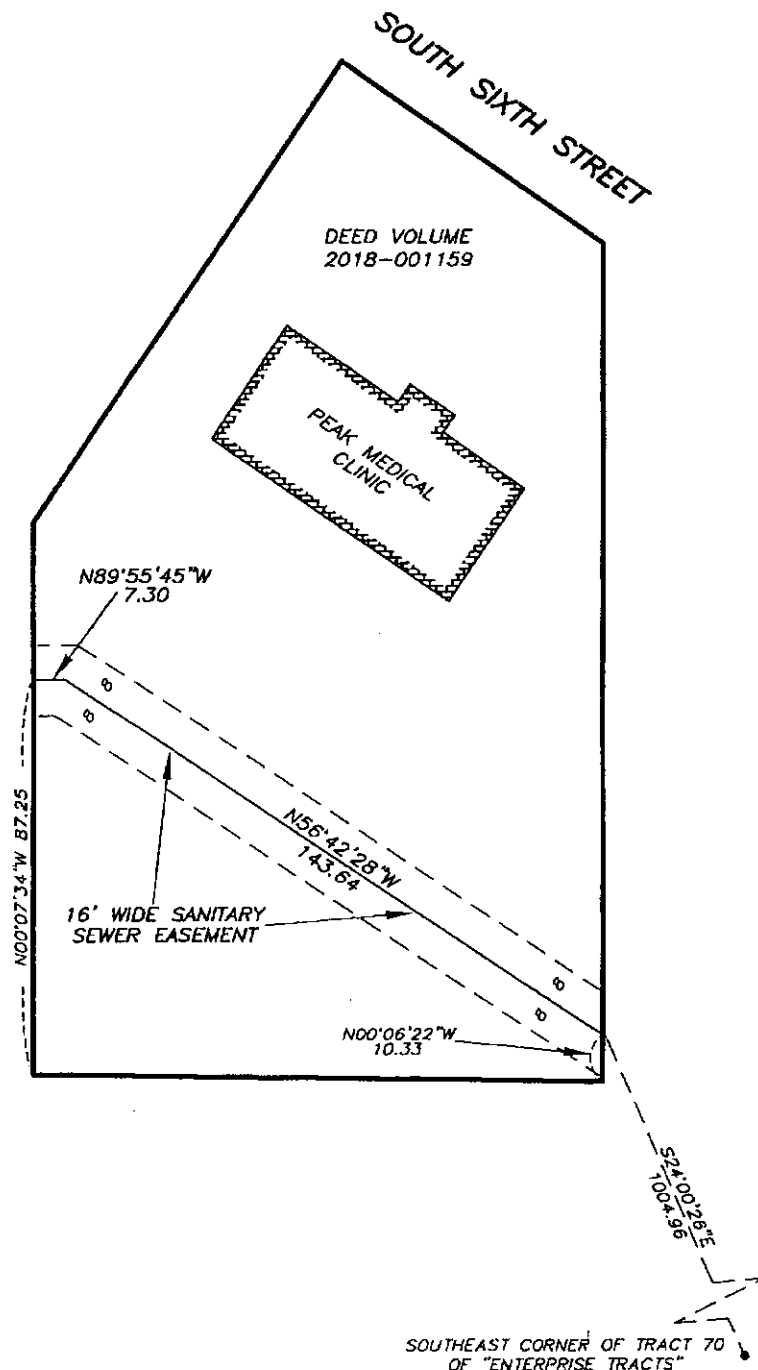 SOUTH SIXTH STREET
DEED VOLUME
2018-001159
PEAK MEDICAL
CLINIC
N89°55'45"W
7.30
8
8
N00°07'34"W 87.25
N56°42'28"W
143.64
16' WIDE SANITARY
SEWER EASEMENT
8
8
N00°06'22"W
10.33
S24°00'26"E
1004.96
SOUTHEAST CORNER OF TRACT 70
OF "ENTERPRISE TRACTS"